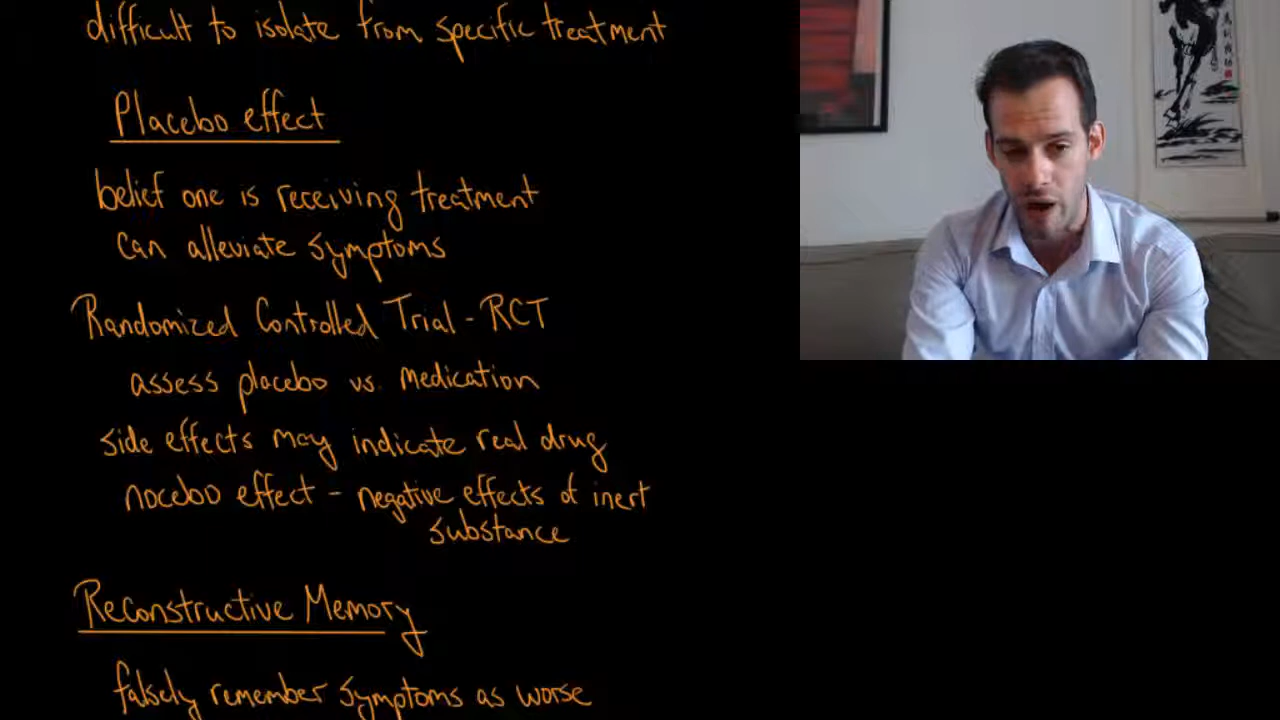 difficult to isolate from specific treatment
Placebo effect
belief one is receiving treatment
can alleviate symptoms
Randomized Controlled Trial - RCT
assess placebo vs. medication
side effects may indicate real drug
nocebo effect - negative effects of inert
substance
Reconstructive Memory
falsely remember symptoms as worse